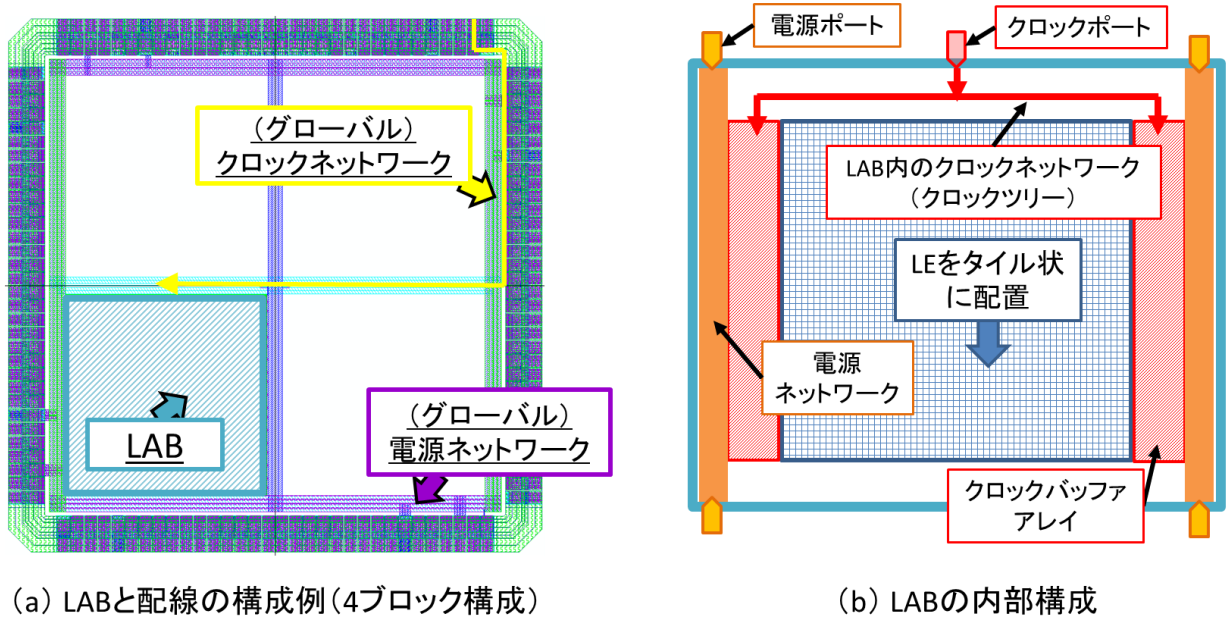 (グローバル)
クロックネットワーク
LAB
(グローバル)
電源ネットワーク
(a) LABと配線の構成例(4ブロック構成)
電源ポート
クロックポート
LAB内のクロックネットワーク
(クロックツリー)
LEをタイル状
に配置
電源
ネットワーク
クロックバッファ
アレイ
(b) LABの内部構成